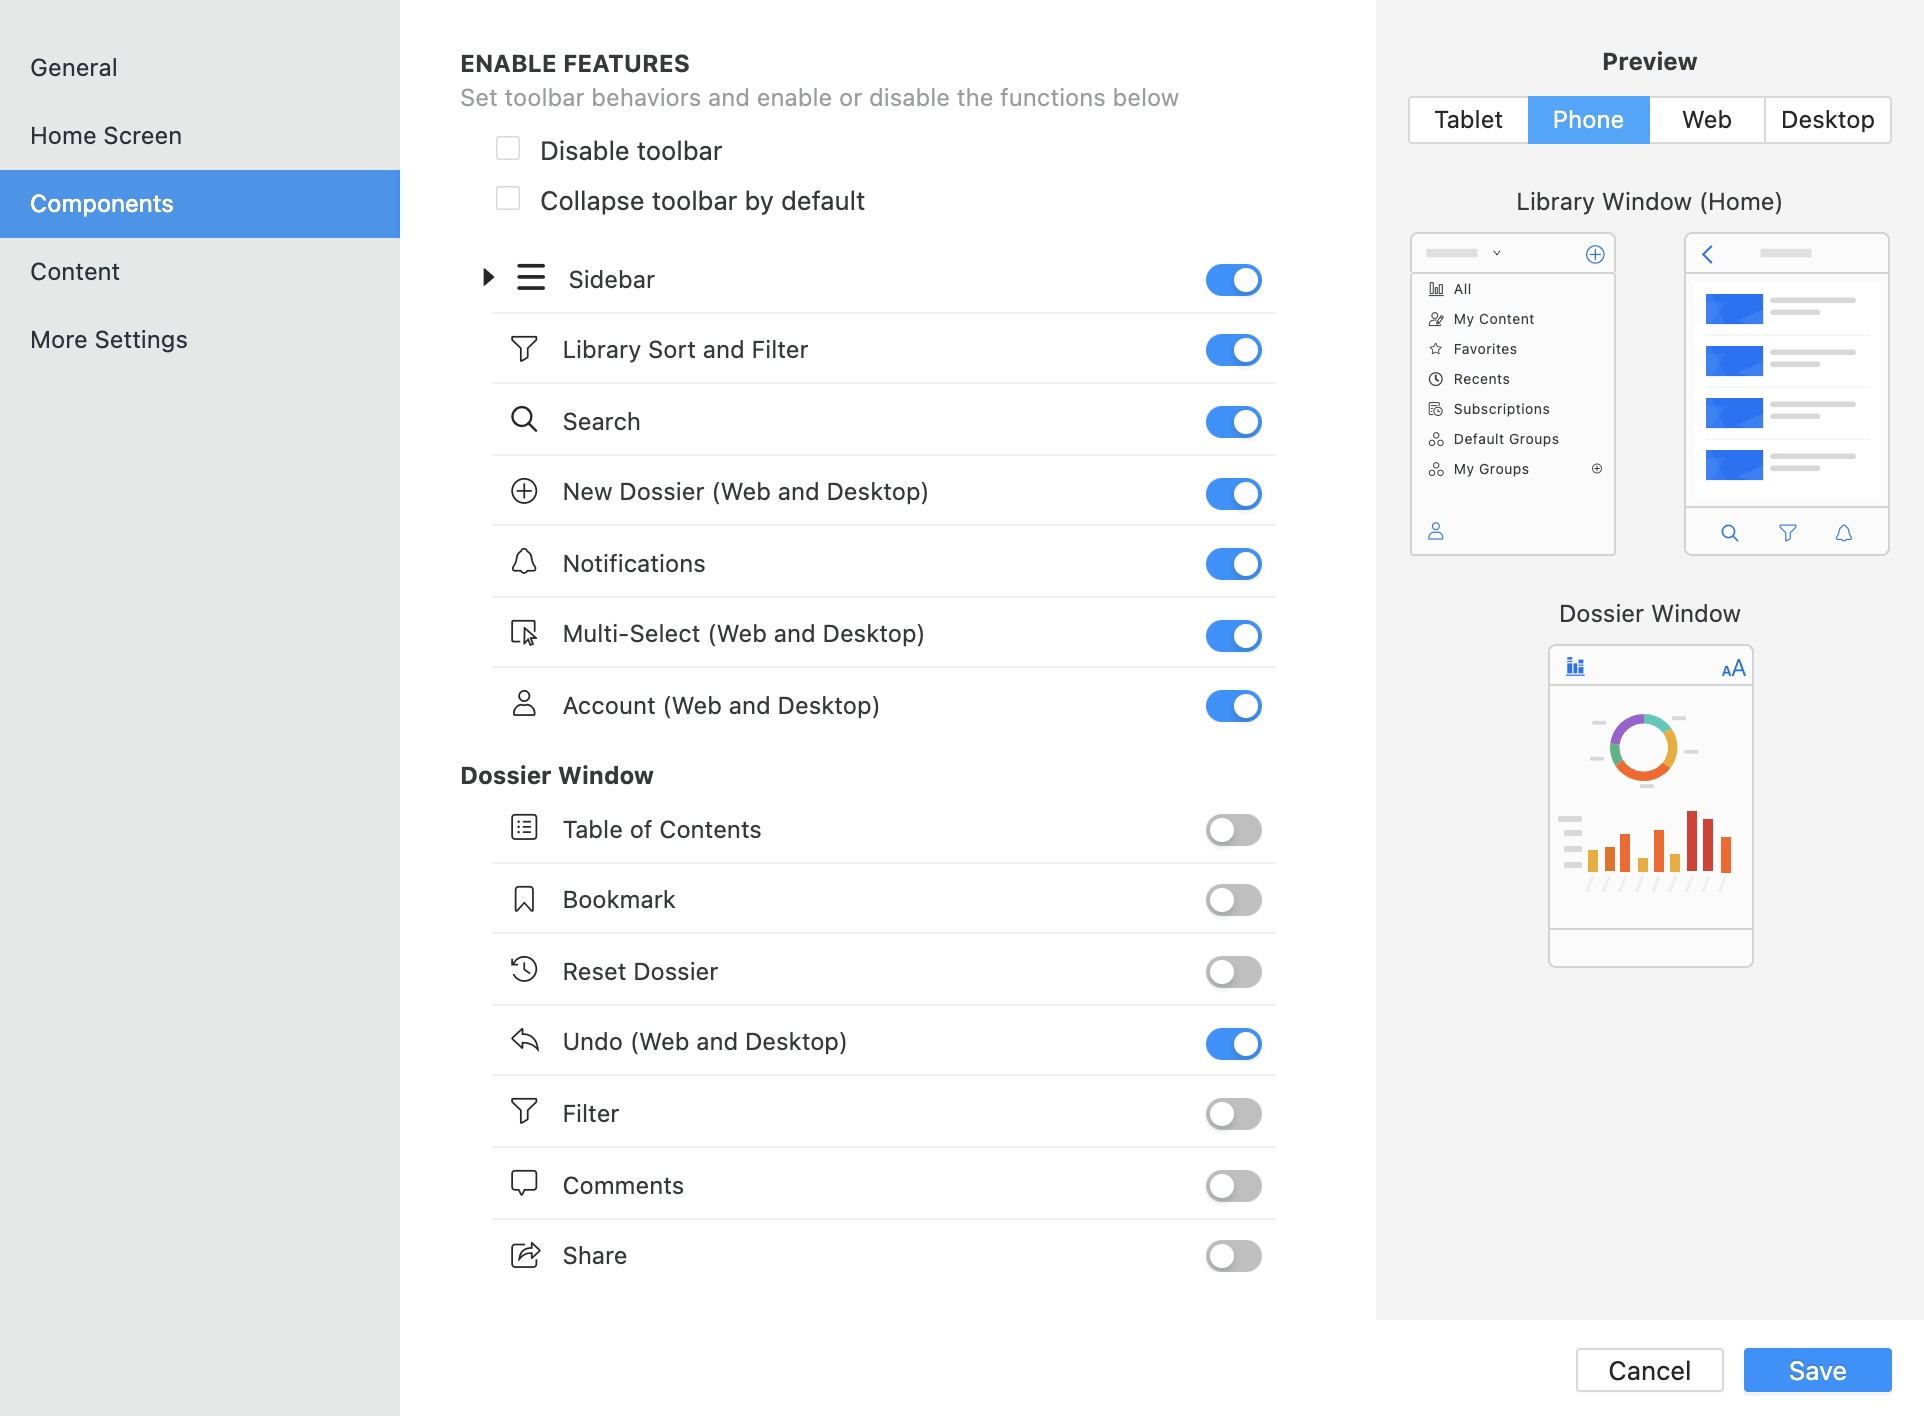 General
Home Screen
Components
Content
More Settings
ENABLE FEATURES
Set toolbar behaviors and enable or disable the functions below
Disable toolbar
Collapse toolbar by default
Sidebar
Library Sort and Filter
Search
New Dossier (Web and Desktop)
Notifications
Multi-Select (Web and Desktop)
Account (Web and Desktop)
Dossier Window
Table of Contents
Bookmark
Reset Dossier
Undo (Web and Desktop)
Filter
Comments
Share
Preview
Tablet Phone Web Desktop
Library Window (Home)
All
My Content
Favorites
Recents
Subscriptions
Default Groups
My Groups
Dossier Window
AA
Cancel Save